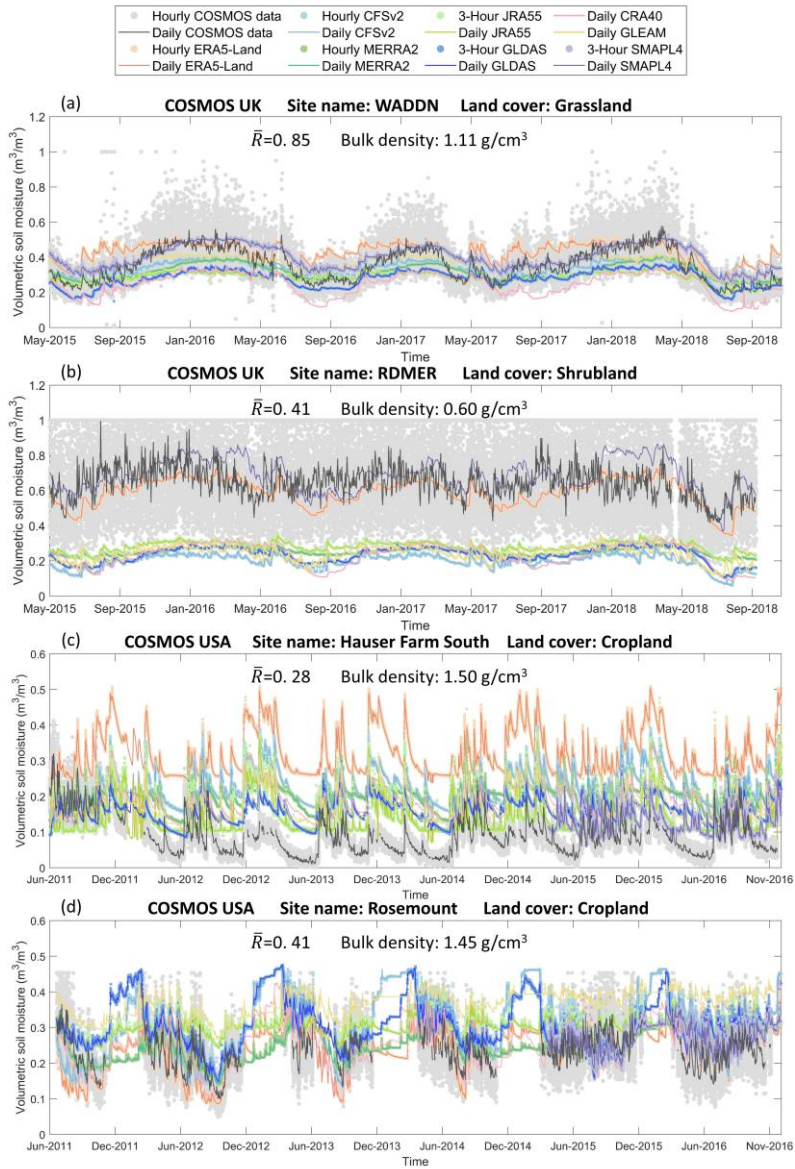 Hourly COSMOS data Hourly CFSv2 3-Hour JRA55 Daily CRA40
Daily COSMOS data Daily CFSv2 Daily JRA55 Daily GLEAM
Hourly ERA5-Land Hourly MERRA2 3-Hour GLDAS 3-Hour SMAPL4
Daily ERA5-Land Daily MERRA2 Daily GLDAS Daily SMAPL4
(a) COSMOS UK Site name: WADDN Land cover: Grassland
R̄=0. 85 Bulk density: 1.11 g/cm³
Volumetric soil moisture (m³/m³)
1.2
1
0.8
0.6
0.4
0.2
0
May-2015 Sep-2015 Jan-2016 May-2016 Sep-2016 Jan-2017 May-2017 Sep-2017 Jan-2018 May-2018 Sep-2018
Time
(b) COSMOS UK Site name: RDMER Land cover: Shrubland
R̄=0. 41 Bulk density: 0.60 g/cm³
Volumetric soil moisture (m³/m³)
1.2
1
0.8
0.6
0.4
0.2
0
May-2015 Sep-2015 Jan-2016 May-2016 Sep-2016 Jan-2017 May-2017 Sep-2017 Jan-2018 May-2018 Sep-2018
Time
(c) COSMOS USA Site name: Hauser Farm South Land cover: Cropland
R̄=0. 28 Bulk density: 1.50 g/cm³
Volumetric soil moisture (m³/m³)
0.6
0.5
0.4
0.3
0.2
0.1
0
Jun-2011 Dec-2011 Jun-2012 Dec-2012 Jun-2013 Dec-2013 Jun-2014 Dec-2014 Jun-2015 Dec-2015 Jun-2016 Nov-2016
Time
(d) COSMOS USA Site name: Rosemount Land cover: Cropland
R̄=0. 41 Bulk density: 1.45 g/cm³
Volumetric soil moisture (m³/m³)
0.6
0.5
0.4
0.3
0.2
0.1
0
Jun-2011 Dec-2011 Jun-2012 Dec-2012 Jun-2013 Dec-2013 Jun-2014 Dec-2014 Jun-2015 Dec-2015 Jun-2016 Nov-2016
Time